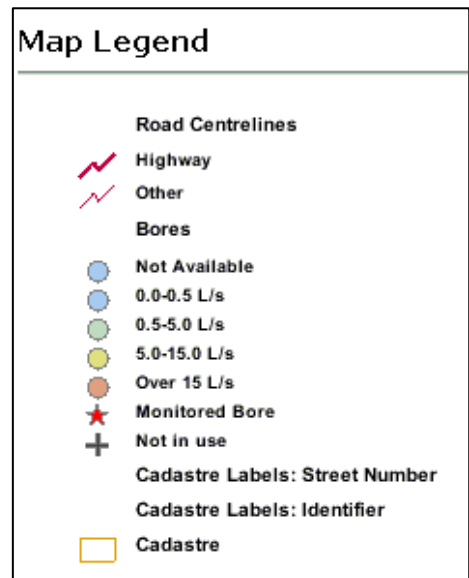 Map Legend
Road Centrelines
Highway
Other
Bores
Not Available
0.0-0.5 L/s
0.5-5.0 L/s
5.0-15.0 L/s
Over 15 L/s
Monitored Bore
Not in use
Cadastre Labels: Street Number
Cadastre Labels: Identifier
Cadastre